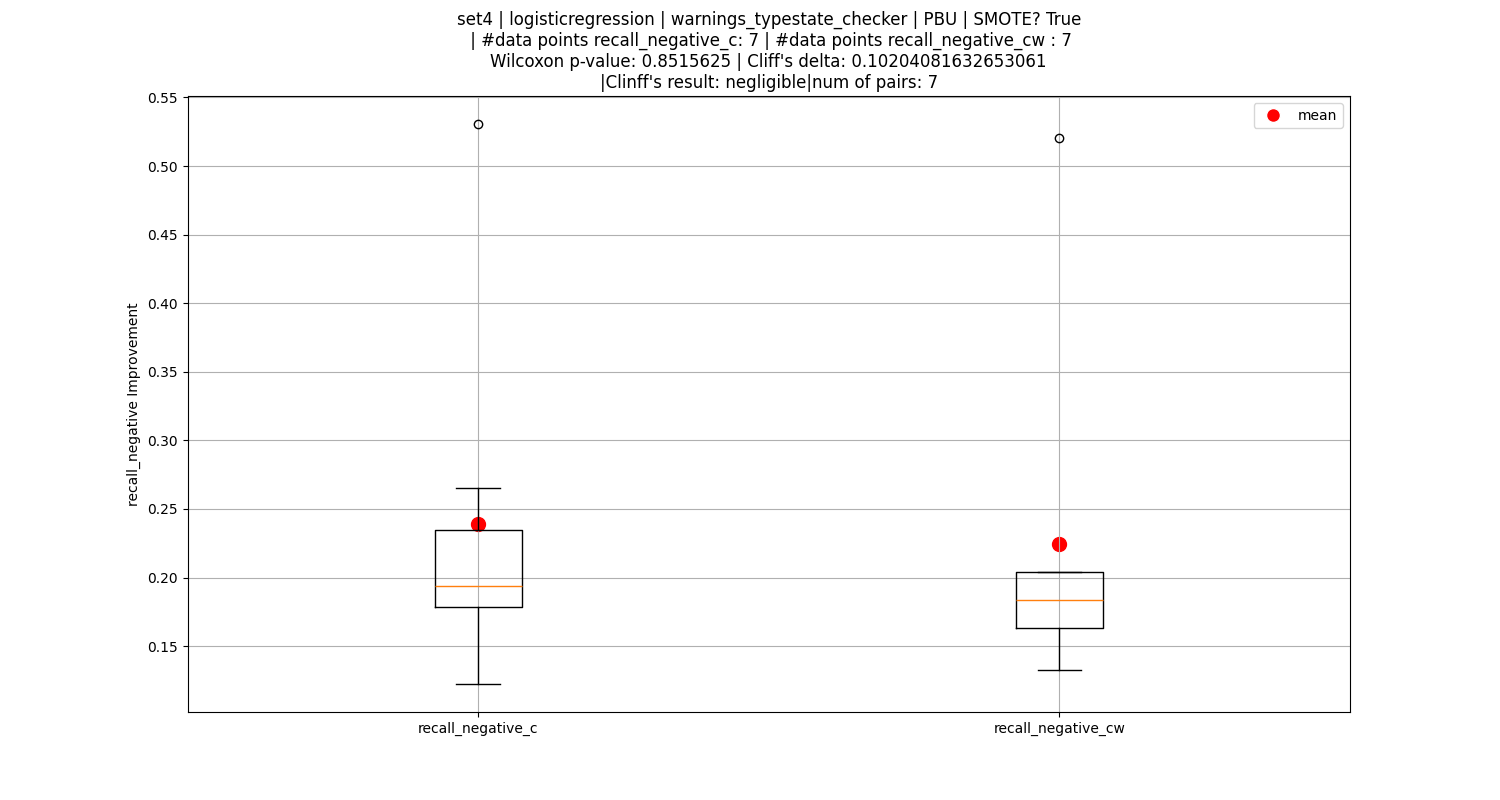 set4 | logisticregression | warnings_typestate_checker | PBU | SMOTE? True
| #data points recall_negative_c: 7 | #data points recall_negative_cw : 7
Wilcoxon p-value: 0.8515625 | Cliff's delta: 0.10204081632653061
|Clinff's result: negligible|num of pairs: 7
mean
0.55
0.50
0.45
0.40
0.35
0.30
0.25
0.20
0.15
recall_negative Improvement
recall_negative_c
recall_negative_cw